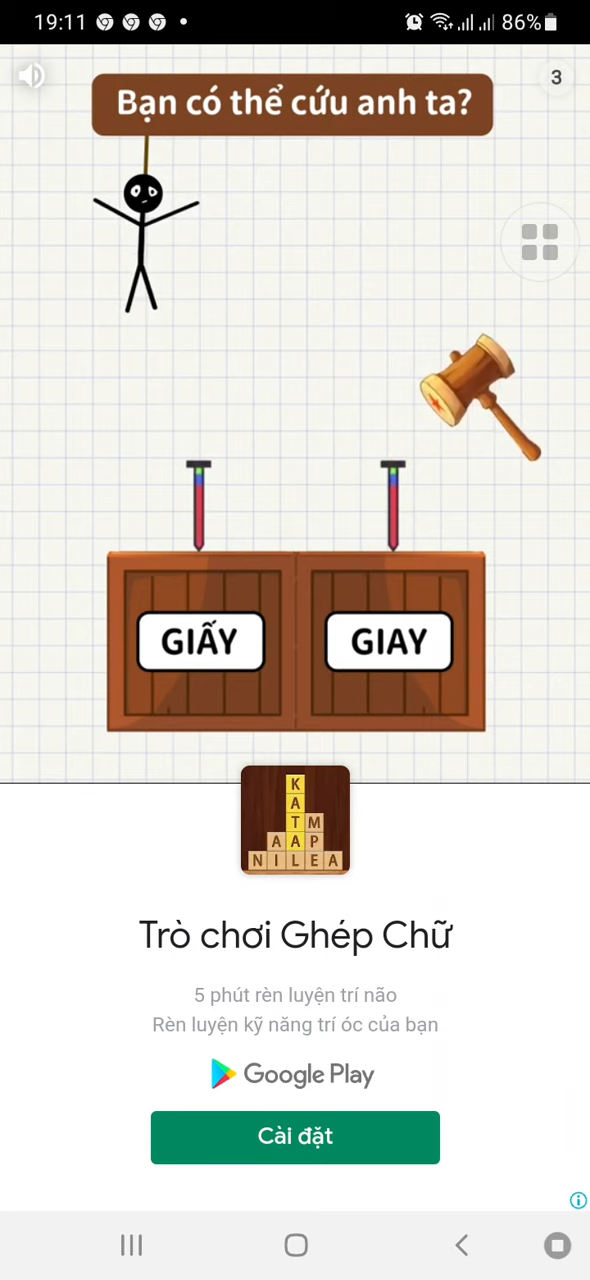 19:11
86%
Bạn có thể cứu anh ta?
3
GIẤY
GIAY
K
A
T M
A A P
N I L E A
Trò chơi Ghép Chữ
5 phút rèn luyện trí não
Rèn luyện kỹ năng trí óc của bạn
Google Play
Cài đặt